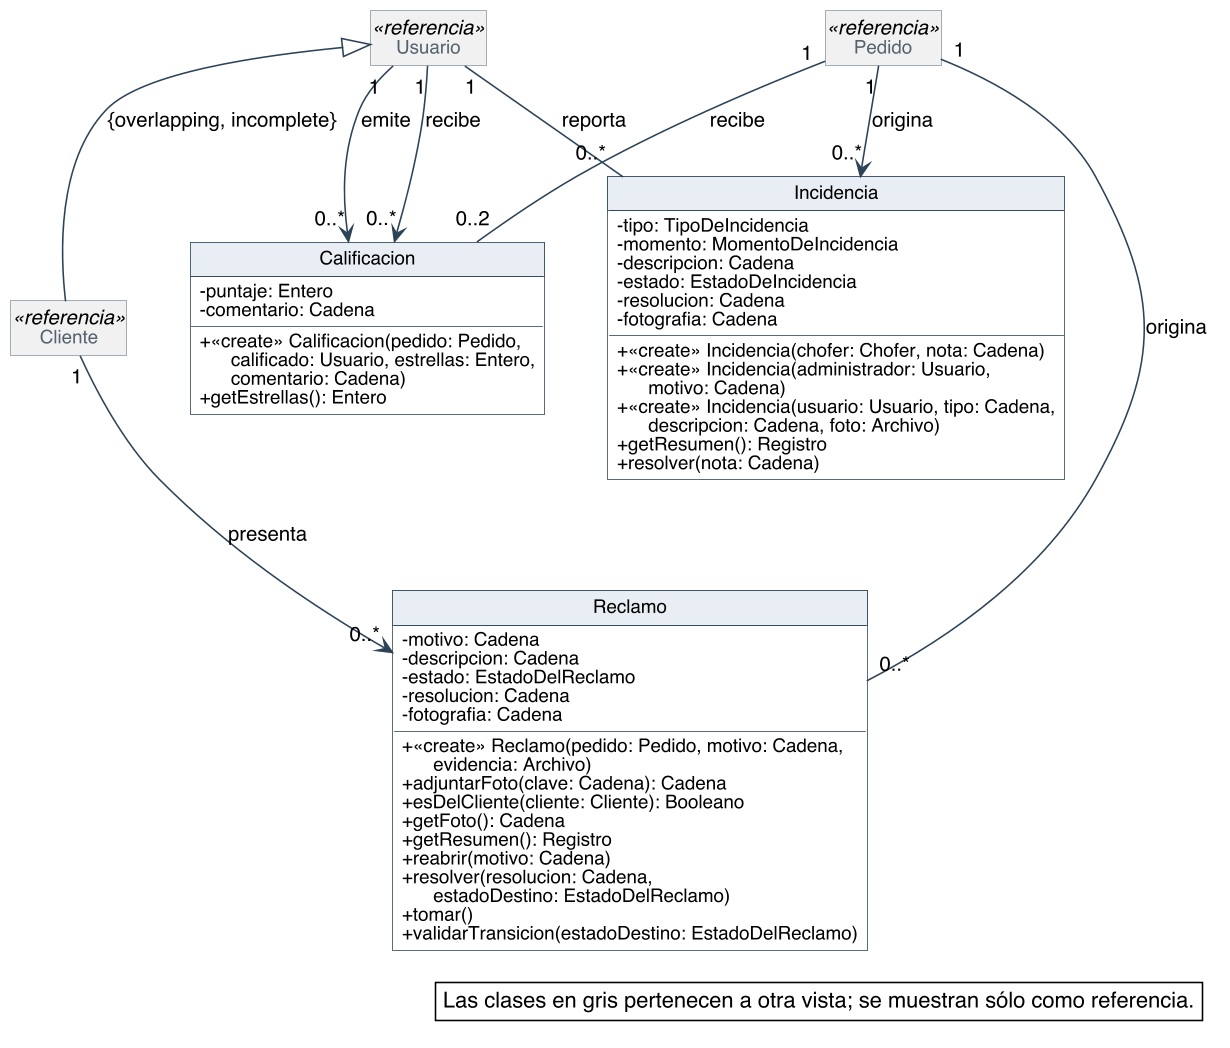 «referencia»
Usuario
«referencia»
Pedido
1
1
1
1
1
1
{overlapping, incomplete}
emite
recibe
reporta
recibe
origina
0..*
0..*
0..*
0..*
0..2
Incidencia
-tipo: TipoDeIncidencia
-momento: MomentoDeIncidencia
-descripcion: Cadena
-estado: EstadoDeIncidencia
-resolucion: Cadena
-fotografia: Cadena
+«create» Incidencia(chofer: Chofer, nota: Cadena)
+«create» Incidencia(administrador: Usuario,
motivo: Cadena)
+«create» Incidencia(usuario: Usuario, tipo: Cadena,
descripcion: Cadena, foto: Archivo)
+getResumen(): Registro
+resolver(nota: Cadena)
Calificacion
-puntaje: Entero
-comentario: Cadena
+«create» Calificacion(pedido: Pedido,
calificado: Usuario, estrellas: Entero,
comentario: Cadena)
+getEstrellas(): Entero
«referencia»
Cliente
1
origina
presenta
0..*
0..*
Reclamo
-motivo: Cadena
-descripcion: Cadena
-estado: EstadoDelReclamo
-resolucion: Cadena
-fotografia: Cadena
+«create» Reclamo(pedido: Pedido, motivo: Cadena,
evidencia: Archivo)
+adjuntarFoto(clave: Cadena): Cadena
+esDelCliente(cliente: Cliente): Booleano
+getFoto(): Cadena
+getResumen(): Registro
+reabrir(motivo: Cadena)
+resolver(resolucion: Cadena,
estadoDestino: EstadoDelReclamo)
+tomar()
+validarTransicion(estadoDestino: EstadoDelReclamo)
Las clases en gris pertenecen a otra vista; se muestran sólo como referencia.